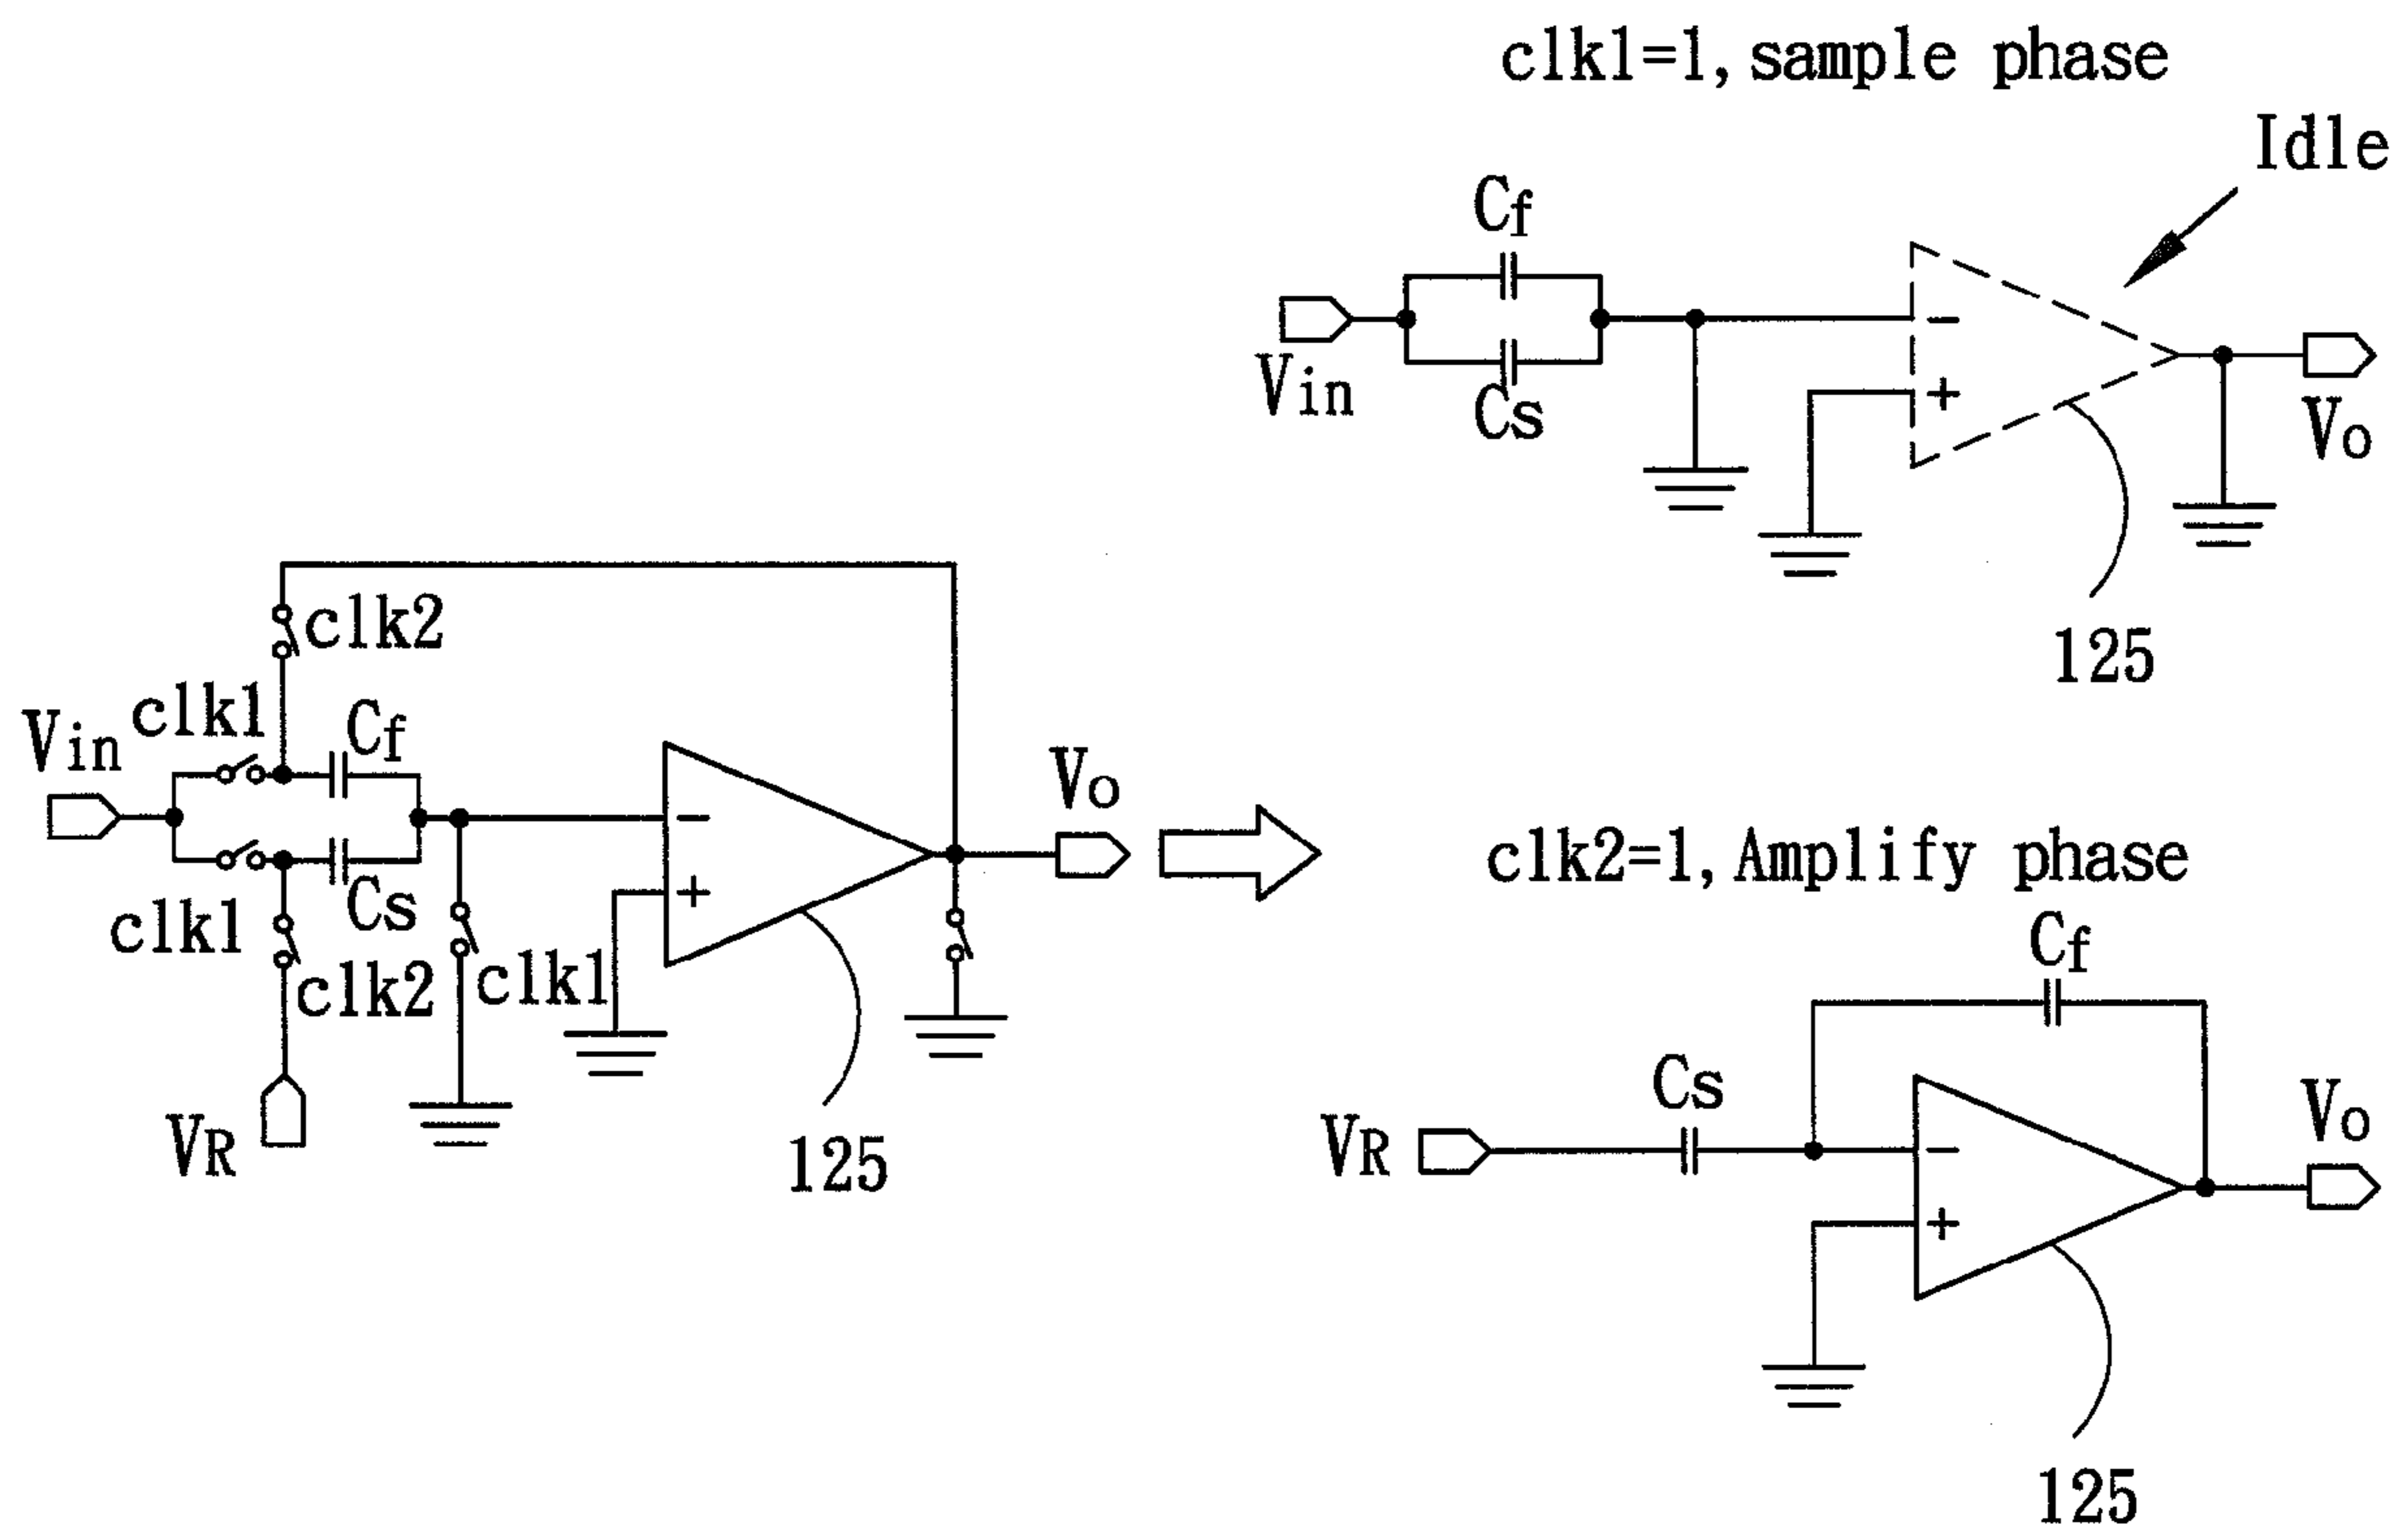 clk1=1, sample phase
Idle
Cf
Vin
Cs
−
+
Vo
125
clk2
clk1
Vin
Cf
Vo
−
+
clk1
Cs
clk2
clk1
VR
125
clk2=1, Amplify phase
Cf
Cs
VR
−
+
Vo
125